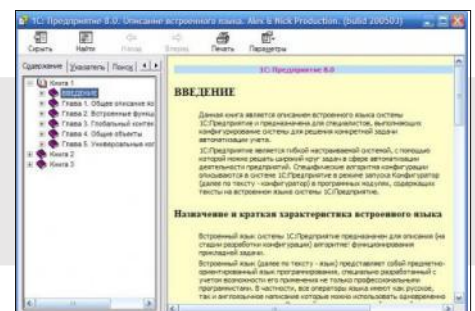 1С: Предприятие 8.0. Описание встроенного языка. Alex & Nick Production. (build 200503)
Скрыть Найти Назад Вперед Печать Параметры
Содержание Указатель Поиск
Книга 1
ВВЕДЕНИЕ
Глава 1. Общее описание яз
Глава 2. Встроенные функц
Глава 3. Глобальный контек
Глава 4. Общие объекты
Глава 5. Универсальные кол
Книга 2
Книга 3
1С:Предприятие 8.0
ВВЕДЕНИЕ
Данная книга является описанием встроенного языка системы
1С:Предприятие и предназначена для специалистов, выполняющих
конфигурирование системы для решения конкретной задачи
автоматизации учета.
1С:Предприятие является гибкой настраиваемой системой, с помощью
которой можно решать широкий круг задач в сфере автоматизации
деятельности предприятий. Специфические алгоритмы конфигурации
описываются в системе 1С:Предприятие в режиме запуска Конфигуратор
(далее по тексту - конфигуратор) в программных модулях, содержащих
тексты на встроенном языке системы 1С:Предприятие.
Назначение и краткая характеристика встроенного языка
Встроенный язык системы 1С:Предприятие предназначен для описания (на
стадии разработки конфигурации) алгоритмов функционирования
прикладной задачи.
Встроенный язык (далее по тексту - язык) представляет собой предметно-
ориентированный язык программирования, специально разработанный с
учетом возможности его применения не только профессиональными
программистами. В частности, все операторы языка имеют как русское,
так и англоязычное написание которые можно использовать одновременно